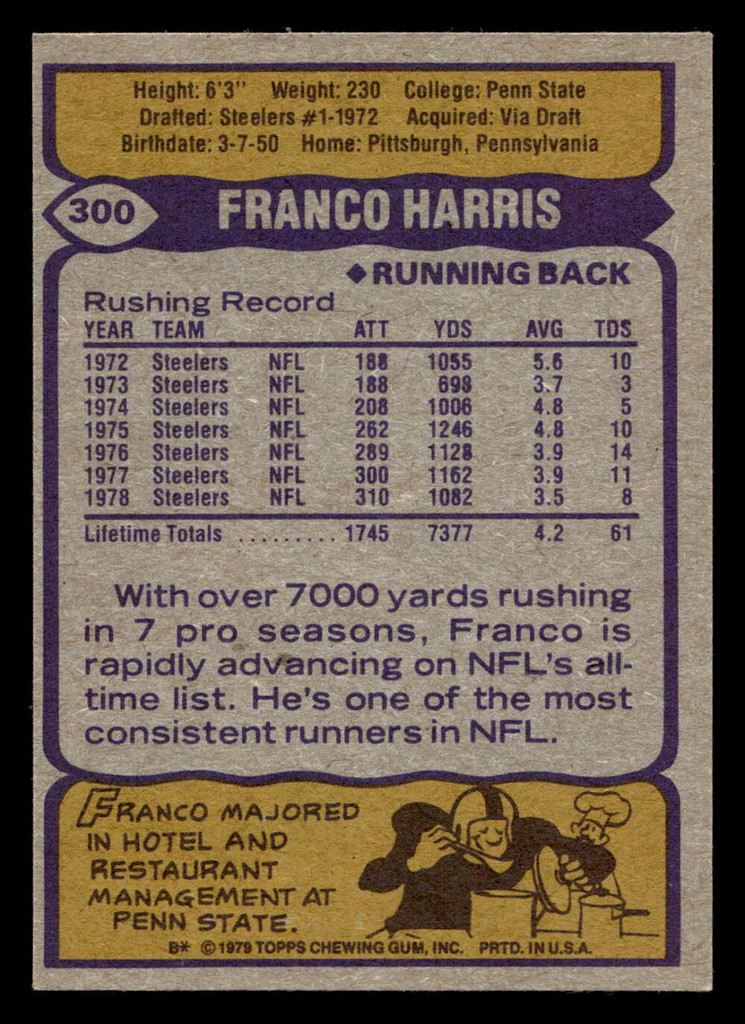 Height: 6'3" Weight: 230 College: Penn State
Drafted: Steelers #1-1972 Acquired: Via Draft
Birthdate: 3-7-50 Home: Pittsburgh, Pennsylvania
300 FRANCO HARRIS
◆RUNNING BACK
Rushing Record
YEAR TEAM ATT YDS AVG TDS
1972 Steelers NFL 188 1055 5.6 10
1973 Steelers NFL 188 698 3.7 3
1974 Steelers NFL 208 1006 4.8 5
1975 Steelers NFL 262 1246 4.8 10
1976 Steelers NFL 289 1128 3.9 14
1977 Steelers NFL 300 1162 3.9 11
1978 Steelers NFL 310 1082 3.5 8
Lifetime Totals ......... 1745 7377 4.2 61
With over 7000 yards rushing
in 7 pro seasons, Franco is
rapidly advancing on NFL's all-
time list. He's one of the most
consistent runners in NFL.
FRANCO MAJORED
IN HOTEL AND
RESTAURANT
MANAGEMENT AT
PENN STATE.
B* © 1979 TOPPS CHEWING GUM, INC. PRTD. IN U.S.A.